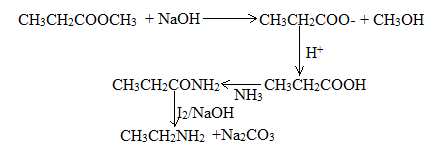 CH3CH2COOCH3 + NaOH CH3CH2COO- + CH3OH
H+
CH3CH2CONH2 NH3 CH3CH2COOH
I2/NaOH
CH3CH2NH2 +Na2CO3